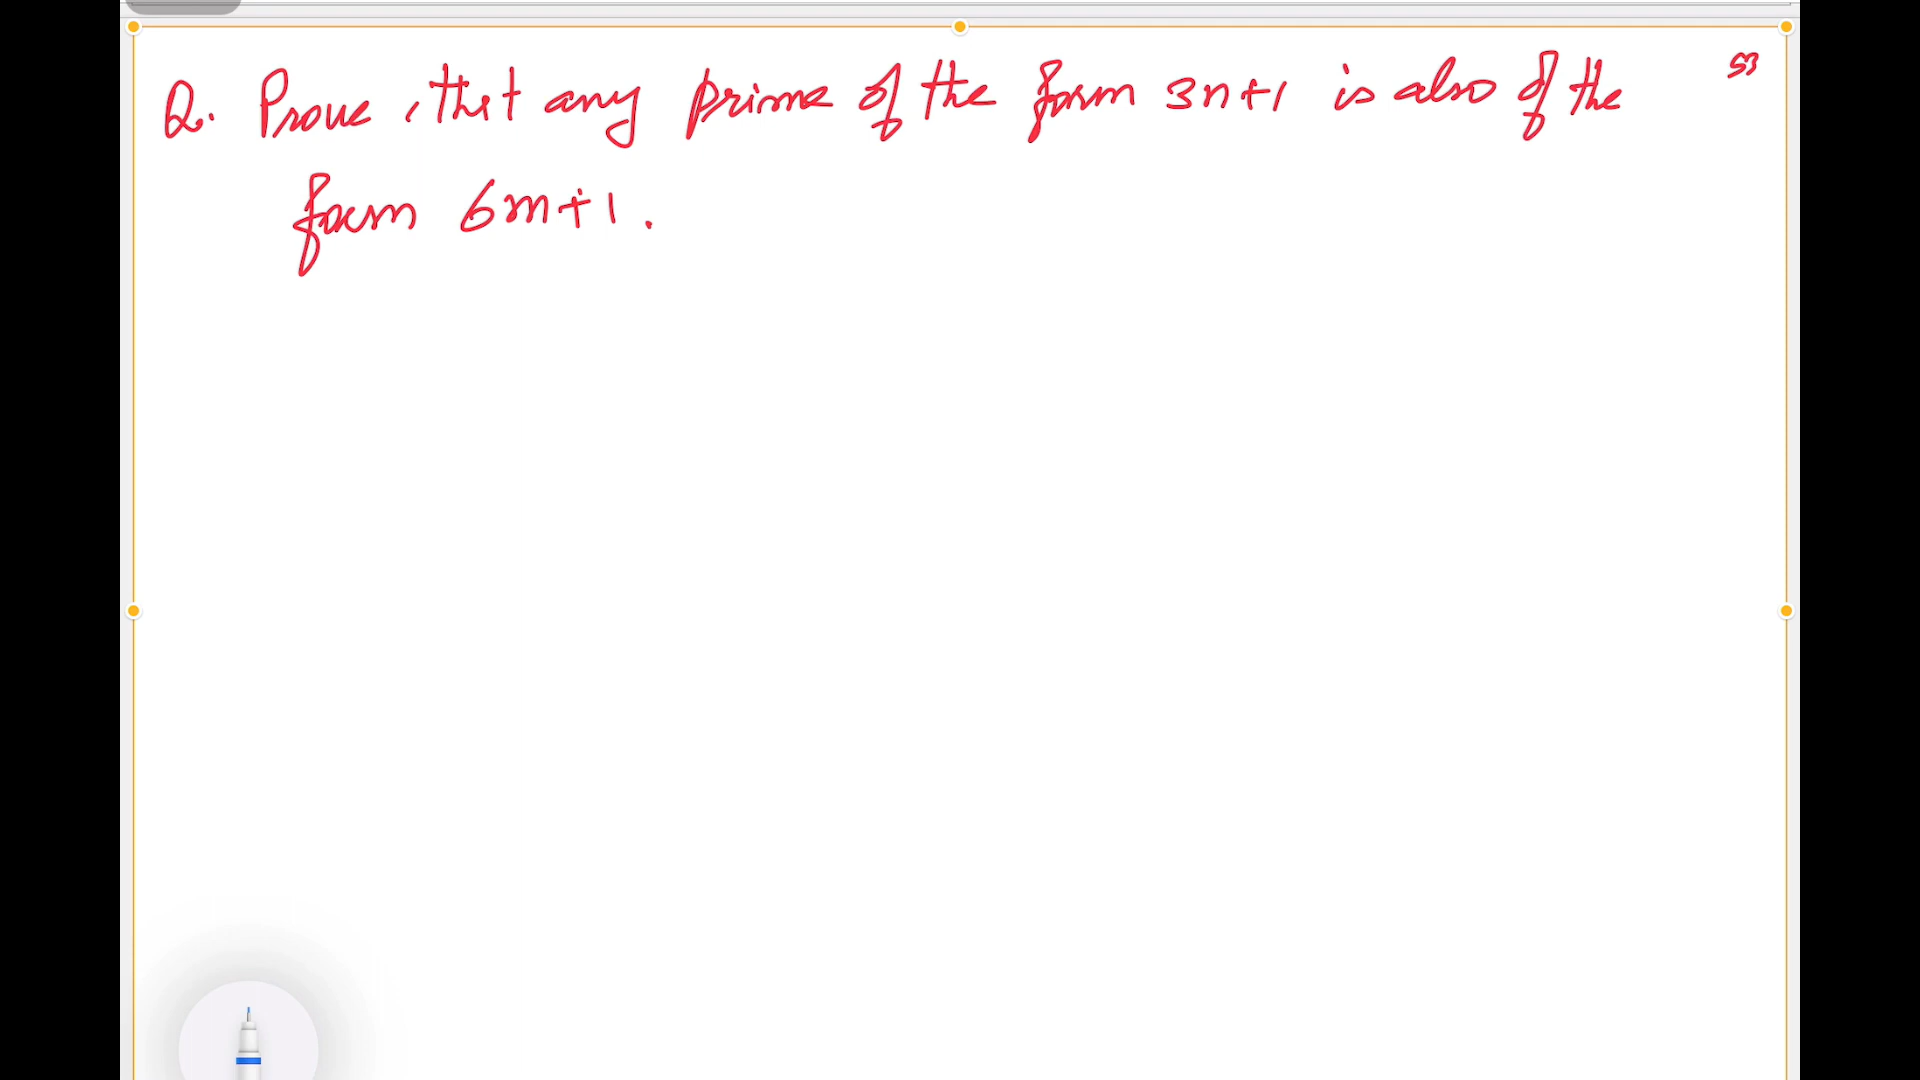 Q. Prove that any prime of the form 3n+1 is also of the
form 6m+1.
53